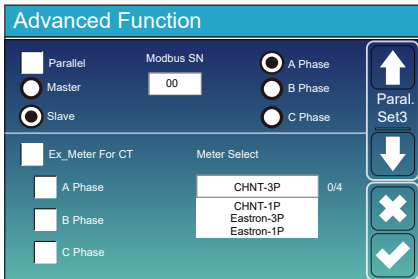 Advanced Function
Parallel
Modbus SN
A Phase
Master
00
B Phase
Slave
C Phase
Paral.
Set3
Ex_Meter For CT
Meter Select
A Phase
CHNT-3P
0/4
CHNT-1P
B Phase
Eastron-3P
Eastron-1P
C Phase